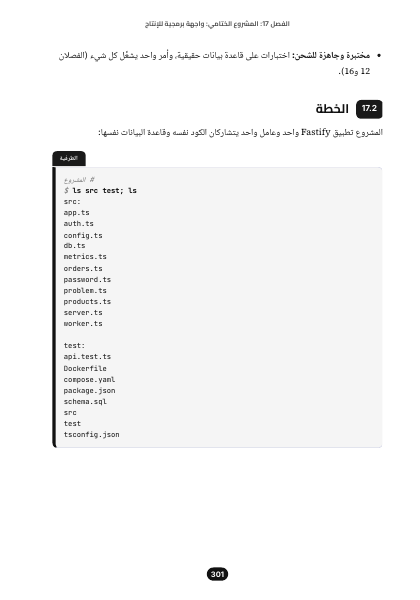 الفصل 17: المشروع الختامي: واجهة برمجية للإنتاج
• مختبرة وجاهزة للشحن: اختبارات على قاعدة بيانات حقيقية، وأمر واحد يشغّل كل شيء (الفصلان
12 و16).
17.2 الخطة
المشروع تطبيق Fastify واحد وعامل واحد يتشاركان الكود نفسه وقاعدة البيانات نفسها:
الطرفية
# المشروع
$ ls src test; ls
src:
app.ts
auth.ts
config.ts
db.ts
metrics.ts
orders.ts
password.ts
problem.ts
products.ts
server.ts
worker.ts
test:
api.test.ts
Dockerfile
compose.yaml
package.json
schema.sql
src
test
tsconfig.json
301